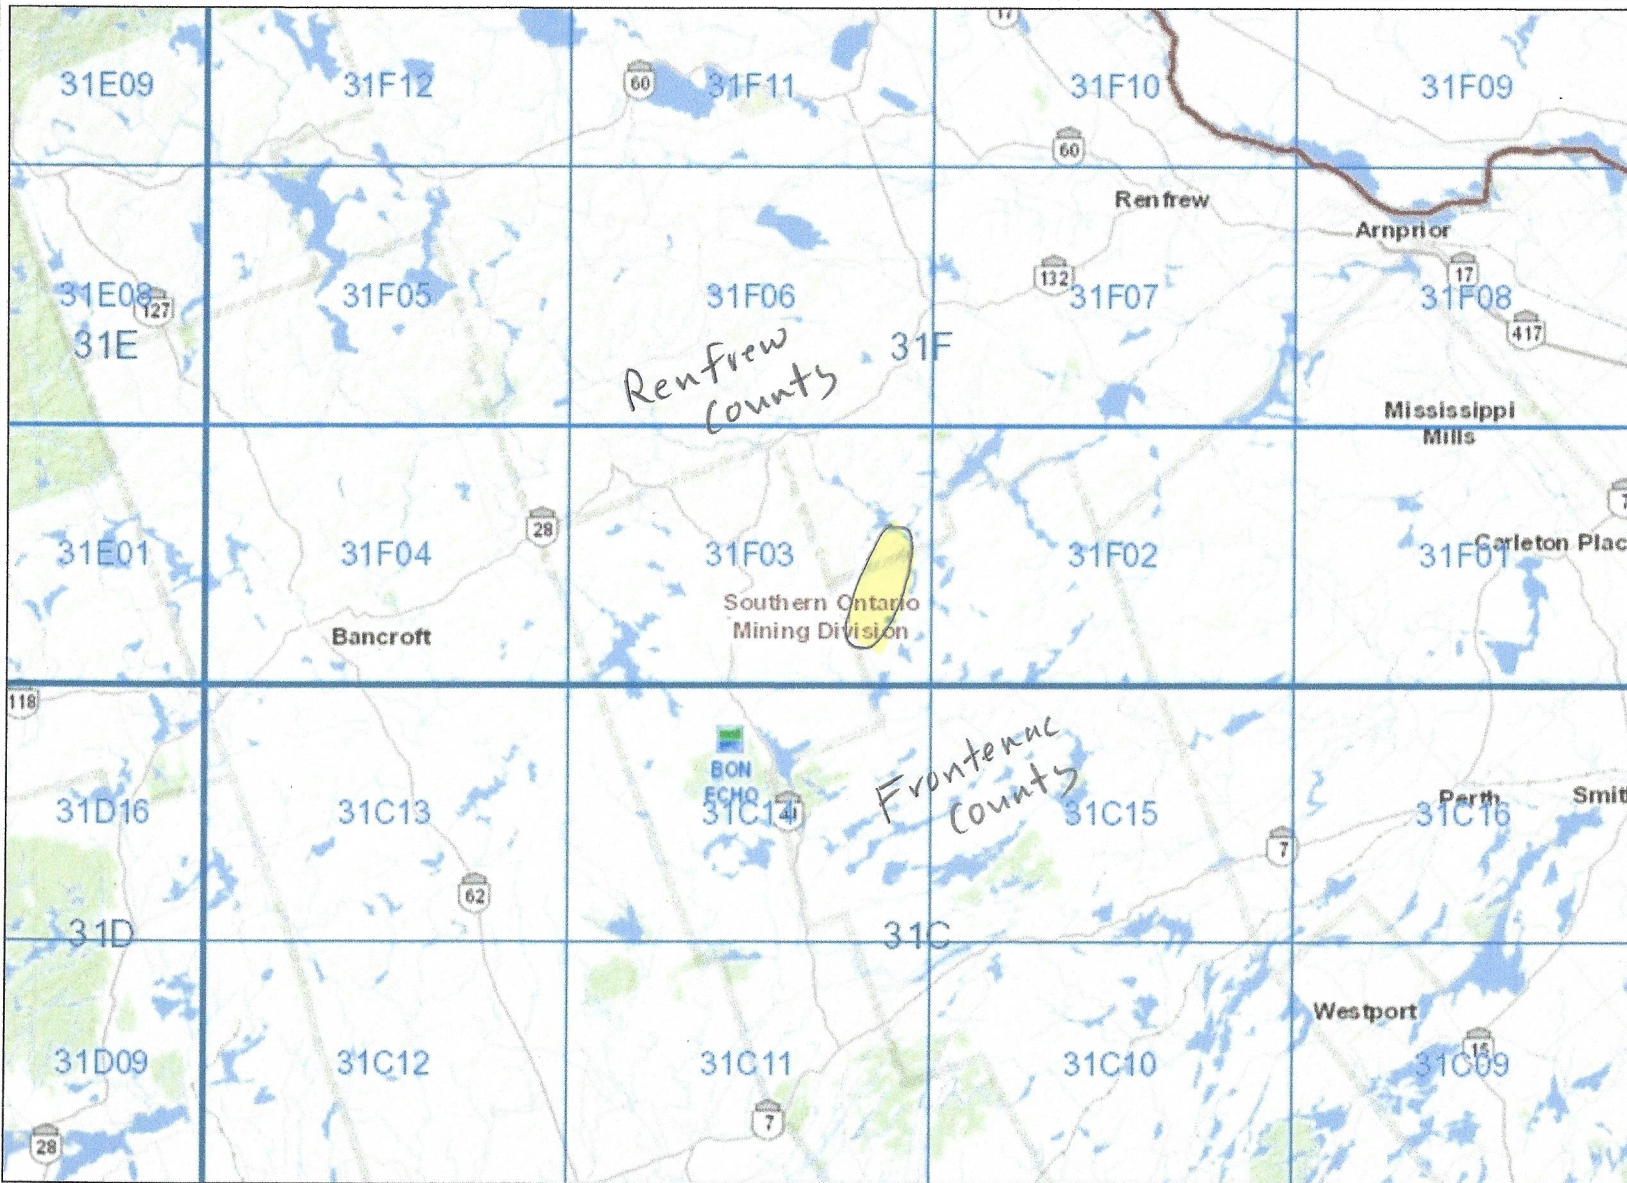 17
31E09
31F12
60
31F11
31F10
31F09
60
Renfrew
Arnprior
31E08
127
31F05
31F06
132
31F07
17
31F08
417
31E
31F
Renfrew
County
Mississippi
Mills
28
7
31E01
31F04
31F03
31F02
31F01
Carleton Plac
Southern Ontario
Mining Division
Bancroft
118
Frontenac
County
BON
ECHO
31D16
31C13
31C14
41
31C15
Perth
31C16
Smit
7
62
31D
31C
Westport
31D09
31C12
31C11
31C10
15
31C09
7
28